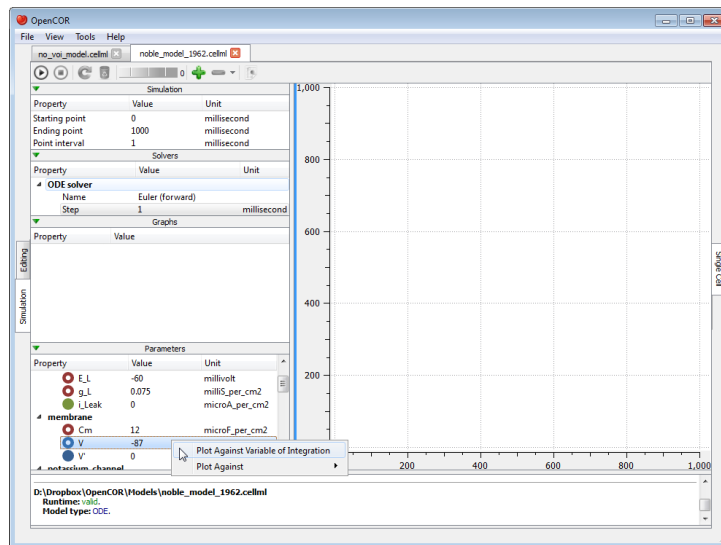 OpenCOR
File View Tools Help
no_voi_model.cellml noble_model_1962.cellml
0
Simulation
Property Value Unit
Starting point 0 millisecond
Ending point 1000 millisecond
Point interval 1 millisecond
Solvers
Property Value Unit
ODE solver
Name Euler (forward)
Step 1 millisecond
Graphs
Property Value
Editing
Simulation
Parameters
Property Value Unit
E_L -60 millivolt
g_L 0.075 milliS_per_cm2
i_Leak 0 microA_per_cm2
membrane
Cm 12 microF_per_cm2
V -87
V' 0
potassium_channel
Plot Against Variable of Integration
Plot Against
1,000
800
600
400
200
200 400 600 800 1,000
Single Cell
D:\Dropbox\OpenCOR\Models\noble_model_1962.cellml
Runtime: valid.
Model type: ODE.